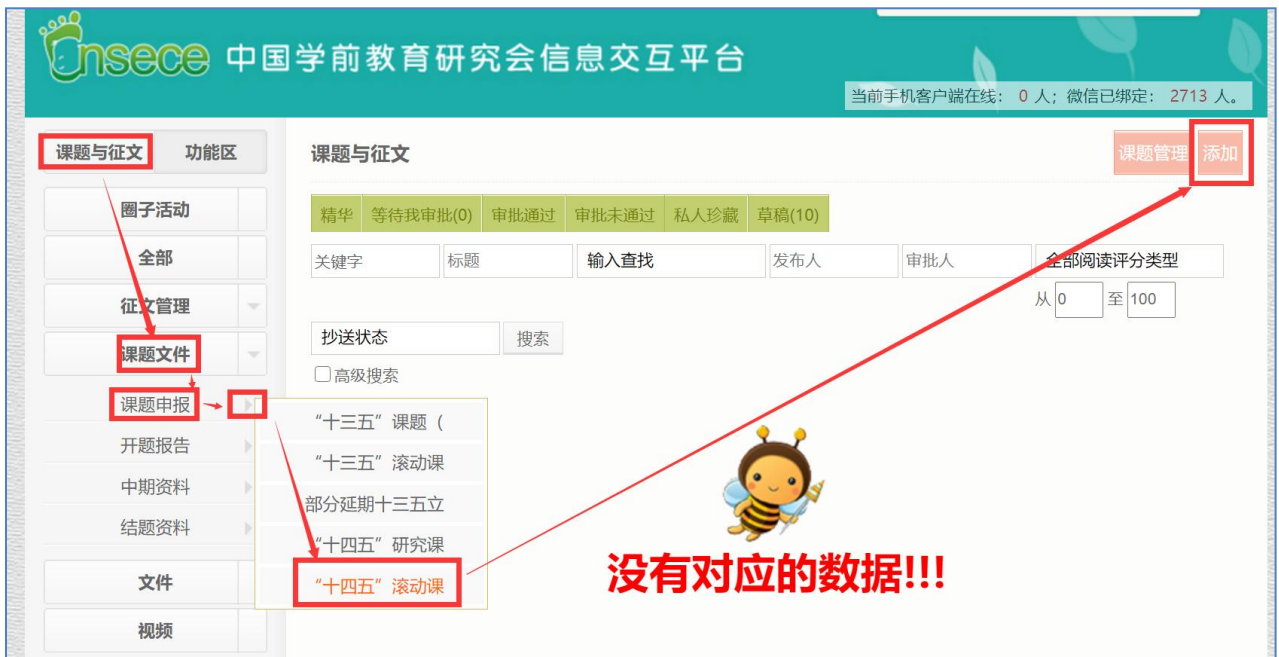 Cnsece 中国学前教育研究会信息交互平台
当前手机客户端在线： 0 人；微信已绑定： 2713 人。
课题与征文 功能区
课题与征文
课题管理 添加
圈子活动
全部
征文管理
课题文件
课题申报
开题报告
中期资料
结题资料
文件
视频
精华 等待我审批(0) 审批通过 审批未通过 私人珍藏 草稿(10)
关键字 标题 输入查找 发布人 审批人 全部阅读评分类型
从 0 至 100
抄送状态 搜索
高级搜索
“十三五”课题（
“十三五”滚动课
部分延期十三五立
“十四五”研究课
“十四五”滚动课
没有对应的数据!!!